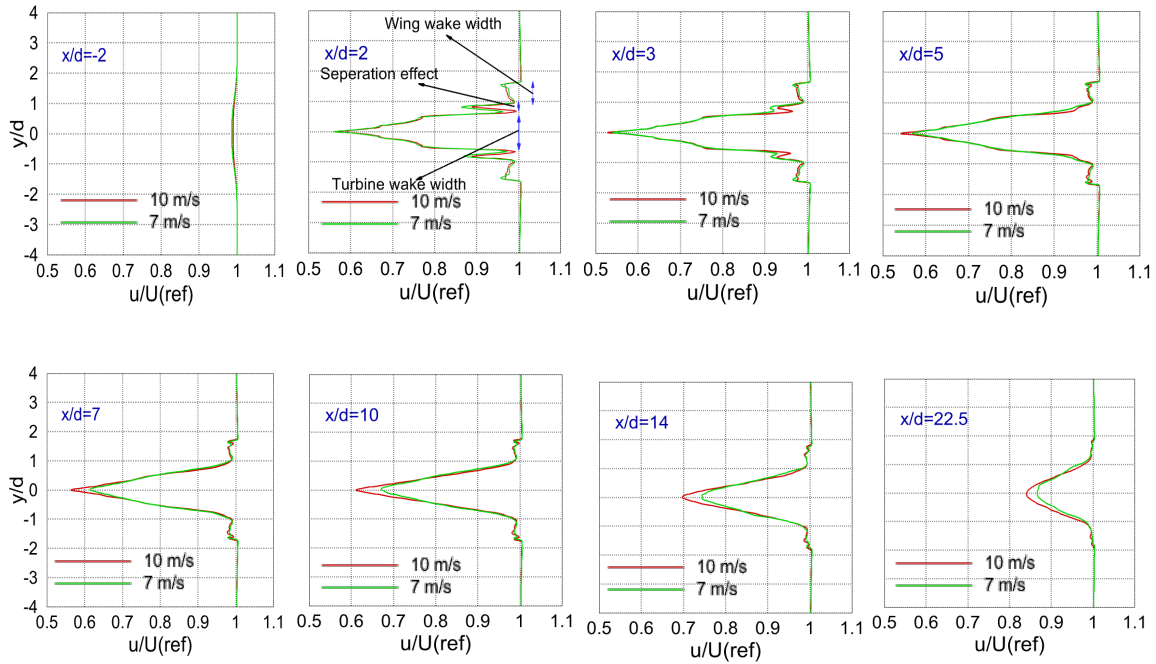 4
3
2
1
0
-1
-2
-3
-4
y/d
x/d=-2
10 m/s
7 m/s
0.5 0.6 0.7 0.8 0.9 1 1.1
u/U(ref)
Wing wake width
x/d=2
Seperation effect
Turbine wake width
10 m/s
7 m/s
0.5 0.6 0.7 0.8 0.9 1 1.1
u/U(ref)
x/d=3
10 m/s
7 m/s
0.5 0.6 0.7 0.8 0.9 1 1.1
u/U(ref)
x/d=5
10 m/s
7 m/s
0.5 0.6 0.7 0.8 0.9 1 1.1
u/U(ref)
4
3
2
1
0
-1
-2
-3
-4
y/d
x/d=7
10 m/s
7 m/s
0.5 0.6 0.7 0.8 0.9 1 1.1
u/U(ref)
x/d=10
10 m/s
7 m/s
0.5 0.6 0.7 0.8 0.9 1 1.1
u/U(ref)
x/d=14
10 m/s
7 m/s
0.5 0.6 0.7 0.8 0.9 1 1.1
u/U(ref)
x/d=22.5
10 m/s
7 m/s
0.5 0.6 0.7 0.8 0.9 1 1.1
u/U(ref)